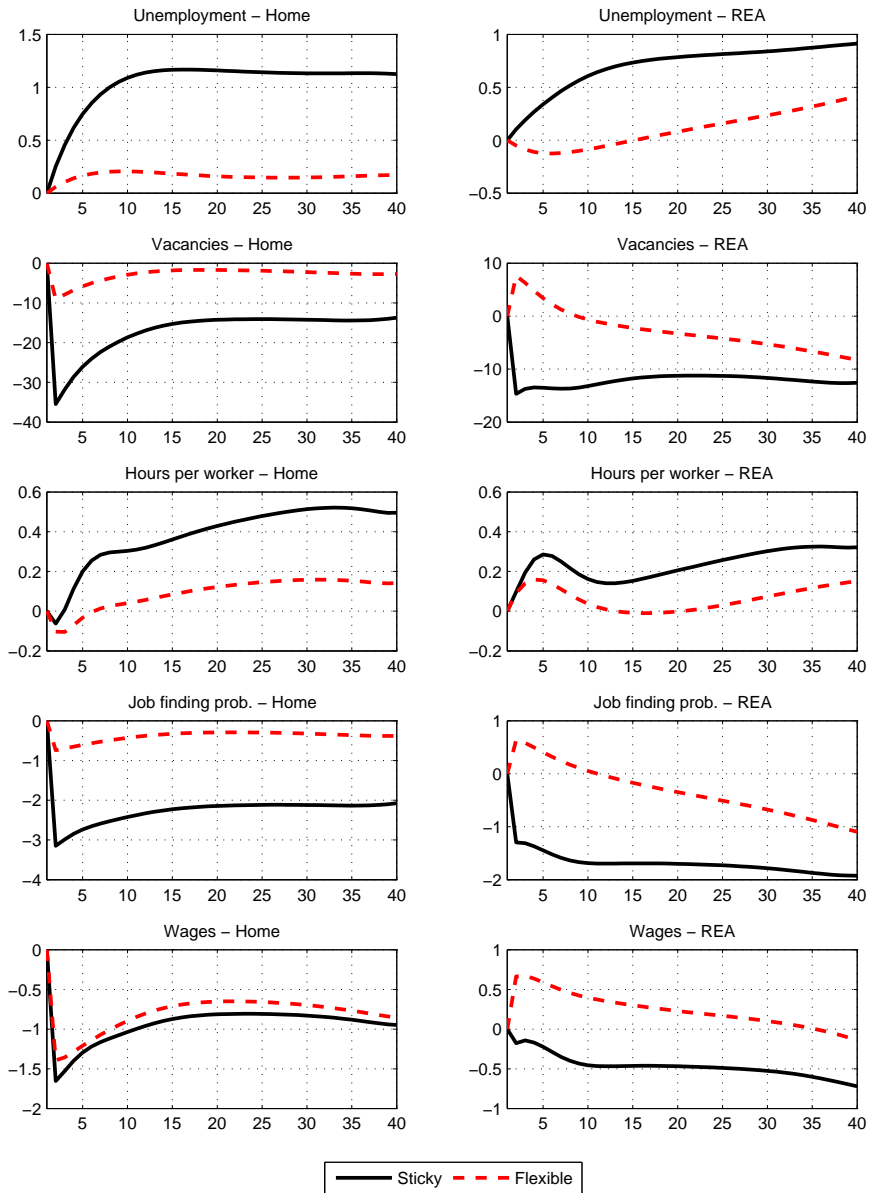 Unemployment – Home
1.5
1
0.5
0
5 10 15 20 25 30 35 40
Unemployment – REA
1
0.5
0
−0.5
5 10 15 20 25 30 35 40
Vacancies – Home
0
−10
−20
−30
−40
5 10 15 20 25 30 35 40
Vacancies – REA
10
0
−10
−20
5 10 15 20 25 30 35 40
Hours per worker – Home
0.6
0.4
0.2
0
−0.2
5 10 15 20 25 30 35 40
Hours per worker – REA
0.6
0.4
0.2
0
−0.2
5 10 15 20 25 30 35 40
Job finding prob. – Home
0
−1
−2
−3
−4
5 10 15 20 25 30 35 40
Job finding prob. – REA
1
0
−1
−2
5 10 15 20 25 30 35 40
Wages – Home
0
−0.5
−1
−1.5
−2
5 10 15 20 25 30 35 40
Wages – REA
1
0.5
0
−0.5
−1
5 10 15 20 25 30 35 40
Sticky Flexible